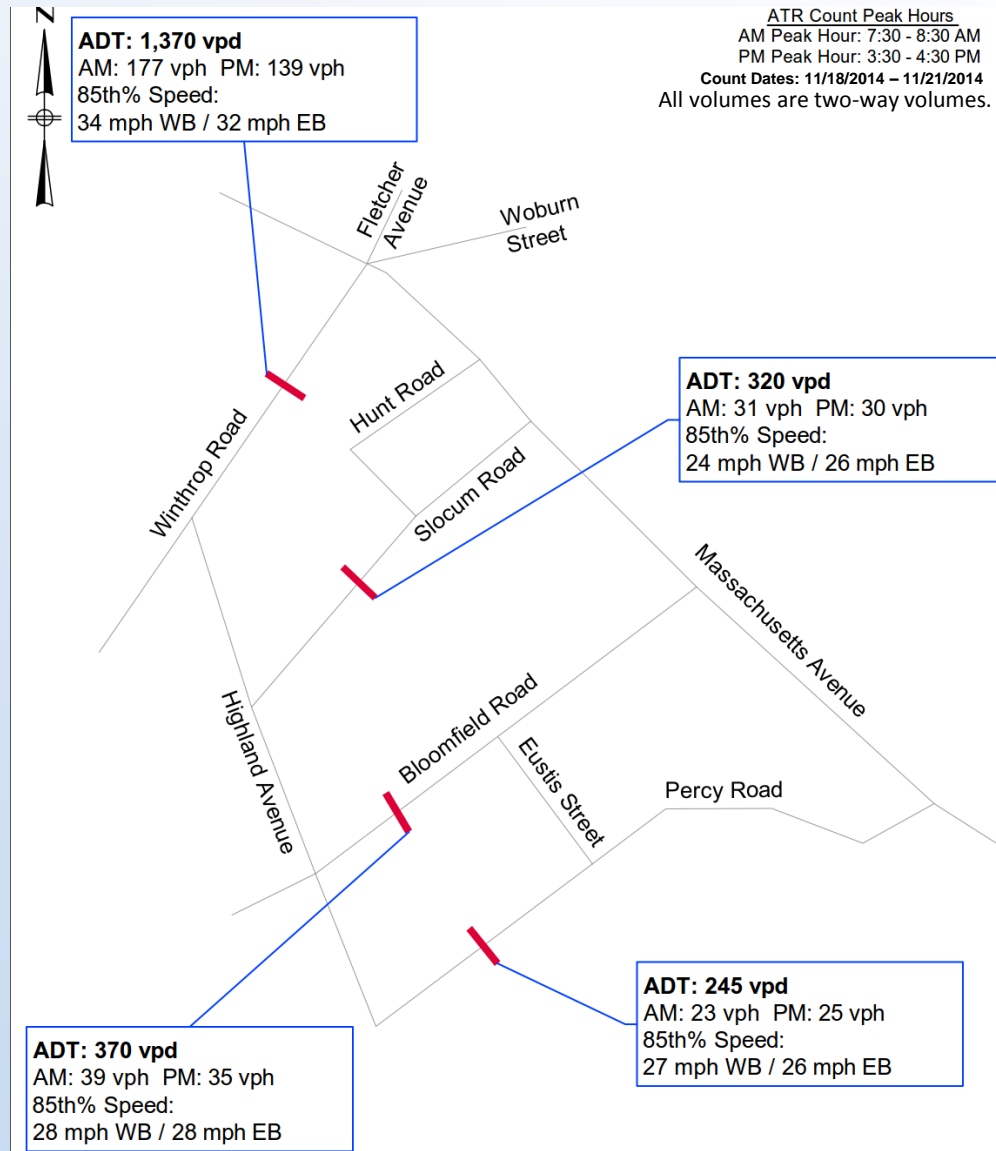 N
ADT: 1,370 vpd
AM: 177 vph PM: 139 vph
85th% Speed:
34 mph WB / 32 mph EB
ATR Count Peak Hours
AM Peak Hour: 7:30 - 8:30 AM
PM Peak Hour: 3:30 - 4:30 PM
Count Dates: 11/18/2014 – 11/21/2014
All volumes are two-way volumes.
Fletcher
Avenue
Woburn
Street
Hunt Road
Winthrop Road
Slocum Road
ADT: 320 vpd
AM: 31 vph PM: 30 vph
85th% Speed:
24 mph WB / 26 mph EB
Massachusetts Avenue
Highland Avenue
Bloomfield Road
Eustis Street
Percy Road
ADT: 245 vpd
AM: 23 vph PM: 25 vph
85th% Speed:
27 mph WB / 26 mph EB
ADT: 370 vpd
AM: 39 vph PM: 35 vph
85th% Speed:
28 mph WB / 28 mph EB